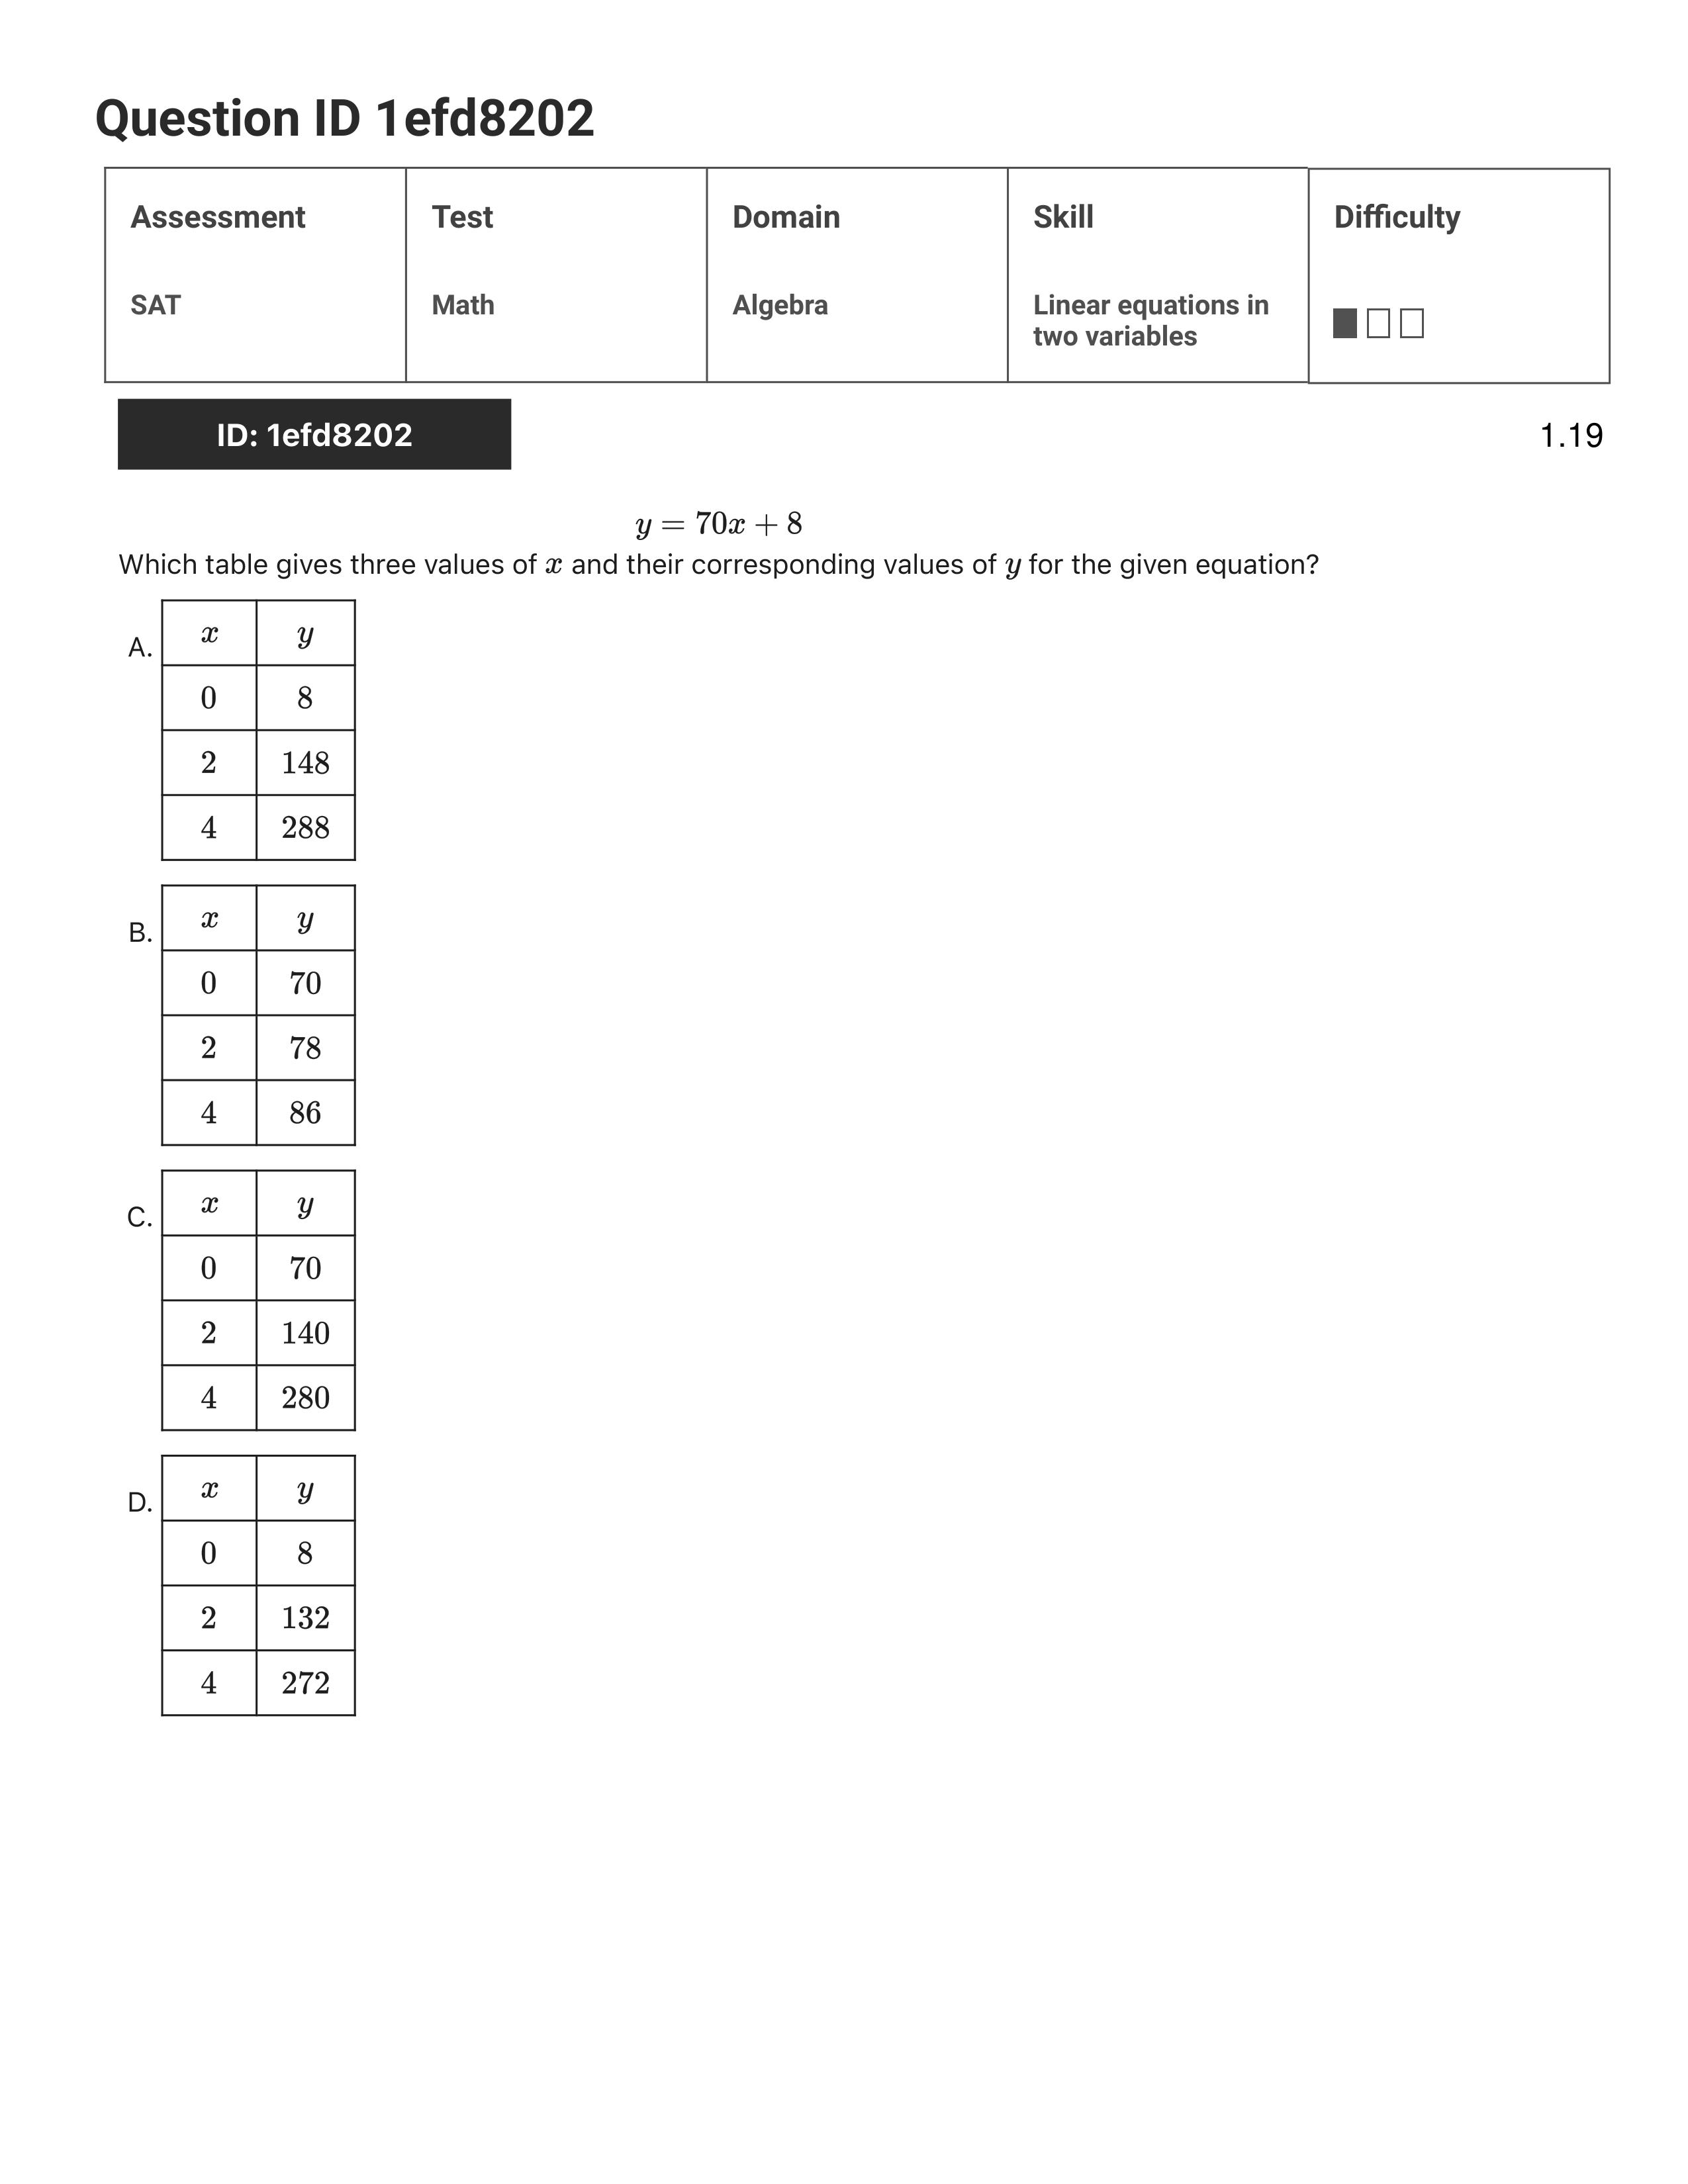 Question ID 1efd8202
Assessment Test Domain Skill Difficulty
SAT Math Algebra Linear equations in
two variables
ID: 1efd8202 1.19
y = 70x + 8
Which table gives three values of x and their corresponding values of y for the given equation?
A. x y
0 8
2 148
4 288
B. x y
0 70
2 78
4 86
C. x y
0 70
2 140
4 280
D. x y
0 8
2 132
4 272